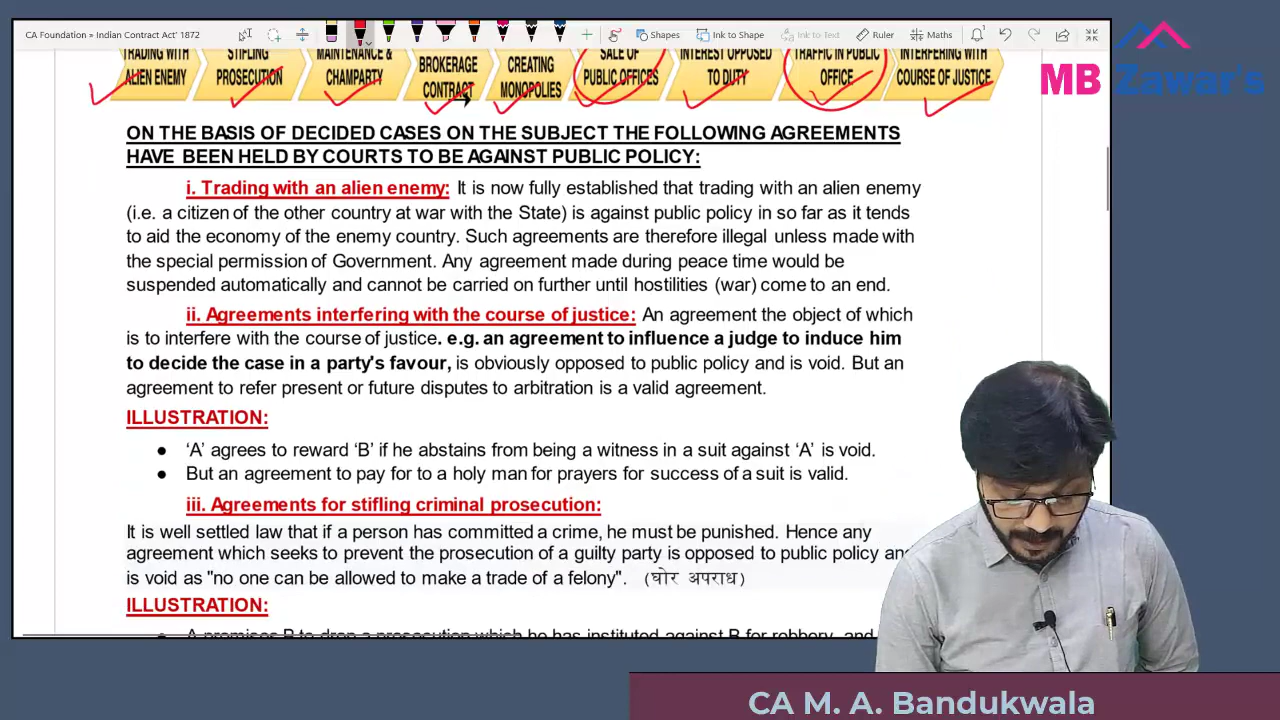 CA Foundation » Indian Contract Act' 1872
Shapes
Ink to Shape
Ink to Text
Ruler
Maths
MB Zawar's
TRADING WITH ALIEN ENEMY
STIFLING PROSECUTION
MAINTENANCE & CHAMPARTY
BROKERAGE CONTRACT
CREATING MONOPOLIES
SALE OF PUBLIC OFFICES
INTEREST OPPOSED TO DUTY
TRAFFIC IN PUBLIC OFFICE
INTERFERING WITH COURSE OF JUSTICE
ON THE BASIS OF DECIDED CASES ON THE SUBJECT THE FOLLOWING AGREEMENTS
HAVE BEEN HELD BY COURTS TO BE AGAINST PUBLIC POLICY:
i. Trading with an alien enemy: It is now fully established that trading with an alien enemy
(i.e. a citizen of the other country at war with the State) is against public policy in so far as it tends
to aid the economy of the enemy country. Such agreements are therefore illegal unless made with
the special permission of Government. Any agreement made during peace time would be
suspended automatically and cannot be carried on further until hostilities (war) come to an end.
ii. Agreements interfering with the course of justice: An agreement the object of which
is to interfere with the course of justice. e.g. an agreement to influence a judge to induce him
to decide the case in a party's favour, is obviously opposed to public policy and is void. But an
agreement to refer present or future disputes to arbitration is a valid agreement.
ILLUSTRATION:
● ‘A’ agrees to reward ‘B’ if he abstains from being a witness in a suit against ‘A’ is void.
● But an agreement to pay for to a holy man for prayers for success of a suit is valid.
iii. Agreements for stifling criminal prosecution:
It is well settled law that if a person has committed a crime, he must be punished. Hence any
agreement which seeks to prevent the prosecution of a guilty party is opposed to public policy and
is void as "no one can be allowed to make a trade of a felony". (घोर अपराध)
ILLUSTRATION:
● A promises B to drop a prosecution which he has instituted against B for robbery, and
CA M. A. Bandukwala